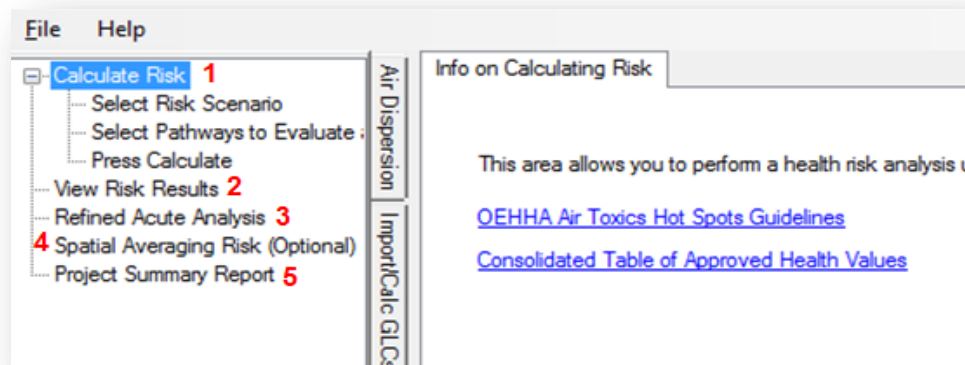 File Help
Calculate Risk 1
Select Risk Scenario
Select Pathways to Evaluate
Press Calculate
View Risk Results 2
Refined Acute Analysis 3
4 Spatial Averaging Risk (Optional)
Project Summary Report 5
Air Dispersion
Import/Calc GLCs
Info on Calculating Risk
This area allows you to perform a health risk analysis
OEHHA Air Toxics Hot Spots Guidelines
Consolidated Table of Approved Health Values